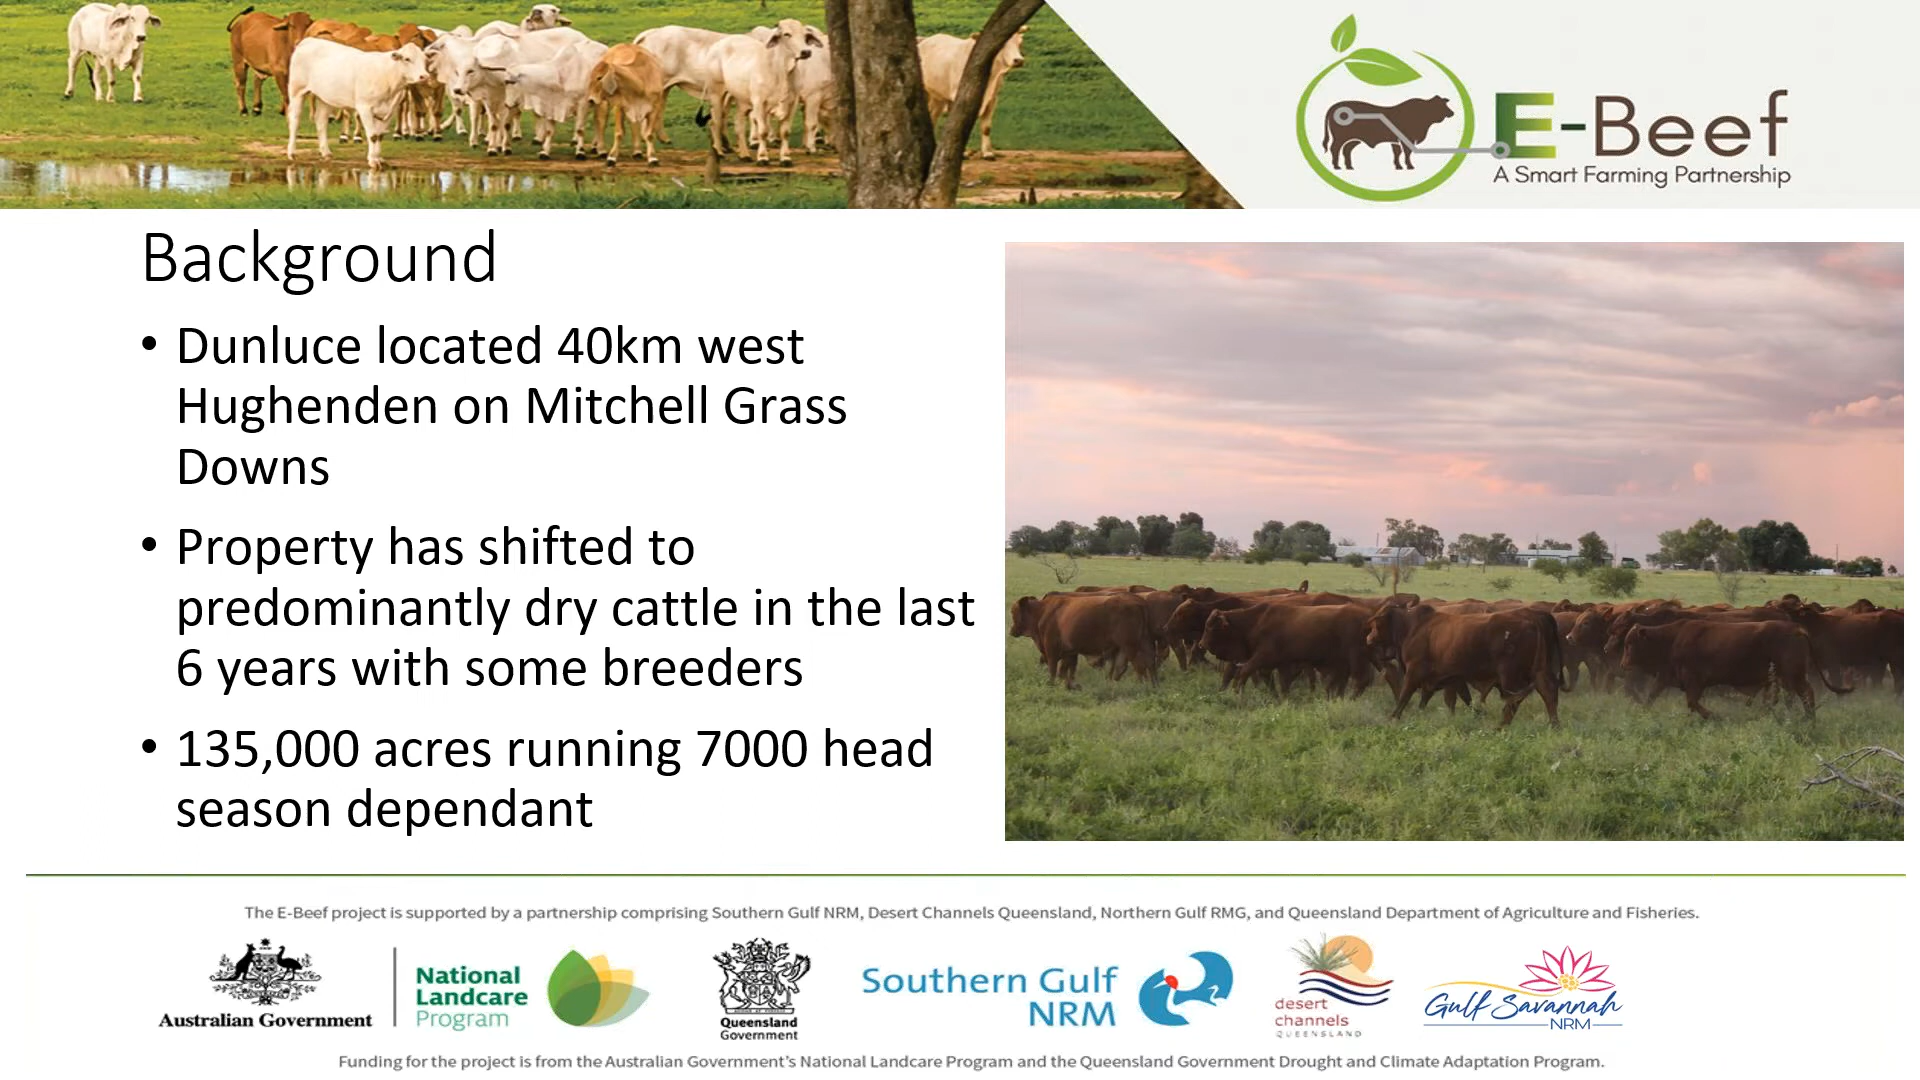 E-Beef
A Smart Farming Partnership
Background
• Dunluce located 40km west
Hughenden on Mitchell Grass
Downs
• Property has shifted to
predominantly dry cattle in the last
6 years with some breeders
• 135,000 acres running 7000 head
season dependant
The E-Beef project is supported by a partnership comprising Southern Gulf NRM, Desert Channels Queensland, Northern Gulf RMG, and Queensland Department of Agriculture and Fisheries.
Australian Government
National
Landcare
Program
Queensland
Government
Southern Gulf
NRM
desert
channels
QUEENSLAND
Gulf Savannah
NRM
Funding for the project is from the Australian Government's National Landcare Program and the Queensland Government Drought and Climate Adaptation Program.